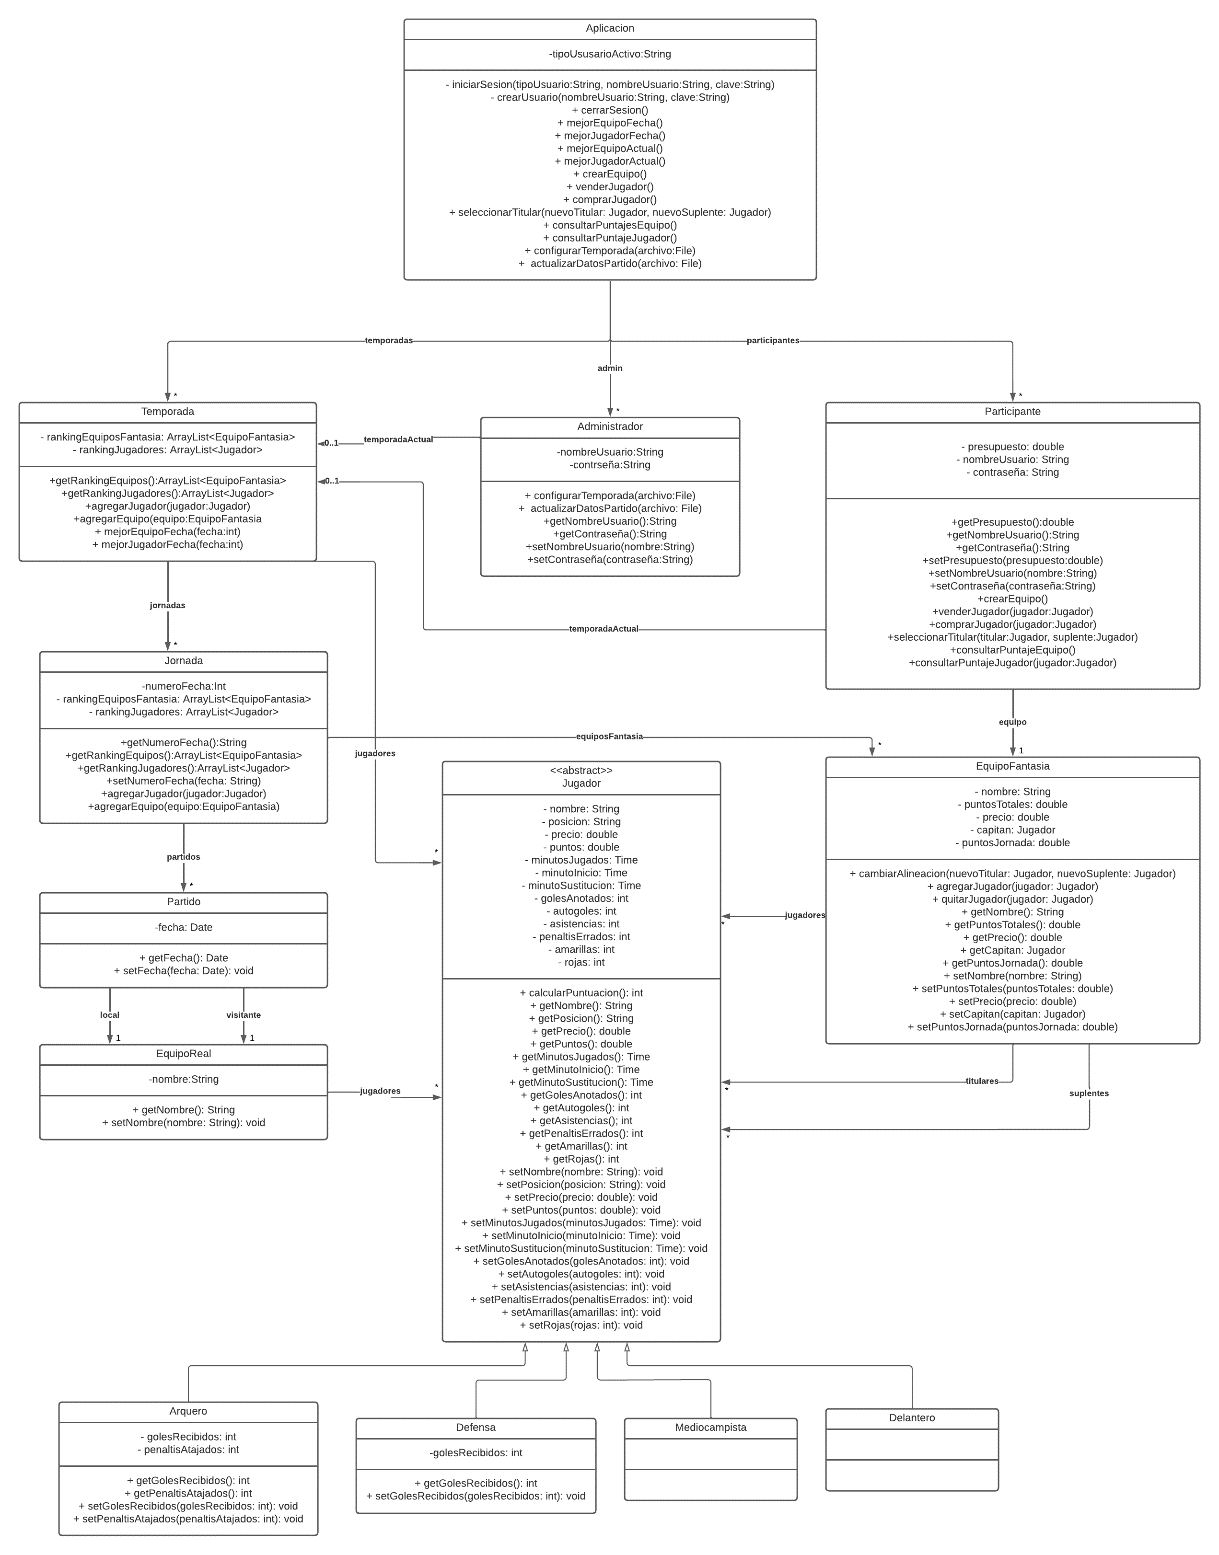 Aplicacion
-tipoUsusarioActivo:String
- iniciarSesion(tipoUsuario:String, nombreUsuario:String, clave:String)
- crearUsuario(nombreUsuario:String, clave:String)
+ cerrarSesion()
+ mejorEquipoFecha()
+ mejorJugadorFecha()
+ mejorEquipoActual()
+ mejorJugadorActual()
+ crearEquipo()
+ venderJugador()
+ comprarJugador()
+ seleccionarTitular(nuevoTitular: Jugador, nuevoSuplente: Jugador)
+ consultarPuntajesEquipo()
+ consultarPuntajeJugador()
+ configurarTemporada(archivo:File)
+  actualizarDatosPartido(archivo: File)
temporadas
participantes
admin
*
*
*
Temporada
- rankingEquiposFantasia: ArrayList<EquipoFantasia>
- rankingJugadores: ArrayList<Jugador>
+getRankingEquipos():ArrayList<EquipoFantasia>
+getRankingJugadores():ArrayList<Jugador>
+agregarJugador(jugador:Jugador)
+agregarEquipo(equipo:EquipoFantasia
+ mejorEquipoFecha(fecha:int)
+ mejorJugadorFecha(fecha:int)
0..1
temporadaActual
0..1
Administrador
-nombreUsuario:String
-contrseña:String
+ configurarTemporada(archivo:File)
+  actualizarDatosPartido(archivo: File)
+getNombreUsuario():String
+getContraseña():String
+setNombreUsuario(nombre:String)
+setContraseña(contraseña:String)
Participante
- presupuesto: double
- nombreUsuario: String
- contraseña: String
+getPresupuesto():double
+getNombreUsuario():String
+getContraseña():String
+setPresupuesto(presupuesto:double)
+setNombreUsuario(nombre:String)
+setContraseña(contraseña:String)
+crearEquipo()
+venderJugador(jugador:Jugador)
+comprarJugador(jugador:Jugador)
+seleccionarTitular(titular:Jugador, suplente:Jugador)
+consultarPuntajeEquipo()
+consultarPuntajeJugador(jugador:Jugador)
jornadas
*
temporadaActual
Jornada
-numeroFecha:Int
- rankingEquiposFantasia: ArrayList<EquipoFantasia>
- rankingJugadores: ArrayList<Jugador>
+getNumeroFecha():String
+getRankingEquipos():ArrayList<EquipoFantasia>
+getRankingJugadores():ArrayList<Jugador>
+setNumeroFecha(fecha: String)
+agregarJugador(jugador:Jugador)
+agregarEquipo(equipo:EquipoFantasia)
equipo
1
equiposFantasia
*
jugadores
*
<<abstract>>
Jugador
- nombre: String
- posicion: String
- precio: double
- puntos: double
- minutosJugados: Time
- minutoInicio: Time
- minutoSustitucion: Time
- golesAnotados: int
- autogoles: int
- asistencias: int
- penaltisErrados: int
- amarillas: int
- rojas: int
+ calcularPuntuacion(): int
+ getNombre(): String
+ getPosicion(): String
+ getPrecio(): double
+ getPuntos(): double
+ getMinutosJugados(): Time
+ getMinutoInicio(): Time
+ getMinutoSustitucion(): Time
+ getGolesAnotados(): int
+ getAutogoles(): int
+ getAsistencias(); int
+ getPenaltisErrados(): int
+ getAmarillas(): int
+ getRojas(): int
+ setNombre(nombre: String): void
+ setPosicion(posicion: String): void
+ setPrecio(precio: double): void
+ setPuntos(puntos: double): void
+ setMinutosJugados(minutosJugados: Time): void
+ setMinutoInicio(minutoInicio: Time): void
+ setMinutoSustitucion(minutoSustitucion: Time): void
+ setGolesAnotados(golesAnotados: int): void
+ setAutogoles(autogoles: int): void
+ setAsistencias(asistencias: int): void
+ setPenaltisErrados(penaltisErrados: int): void
+ setAmarillas(amarillas: int): void
+ setRojas(rojas: int): void
EquipoFantasia
- nombre: String
- puntosTotales: double
- precio: double
- capitan: Jugador
- puntosJornada: double
+ cambiarAlineacion(nuevoTitular: Jugador, nuevoSuplente: Jugador)
+ agregarJugador(jugador: Jugador)
+ quitarJugador(jugador: Jugador)
+ getNombre(): String
+ getPuntosTotales(): double
+ getPrecio(): double
+ getCapitan: Jugador
+ getPuntosJornada(): double
+ setNombre(nombre: String)
+ setPuntosTotales(puntosTotales: double)
+ setPrecio(precio: double)
+ setCapitan(capitan: Jugador)
+ setPuntosJornada(puntosJornada: double)
jugadores
*
titulares
*
suplentes
*
partidos
*
Partido
-fecha: Date
+ getFecha(): Date
+ setFecha(fecha: Date): void
local
visitante
1
1
EquipoReal
-nombre:String
+ getNombre(): String
+ setNombre(nombre: String): void
jugadores
*
Arquero
- golesRecibidos: int
- penaltisAtajados: int
+ getGolesRecibidos(): int
+ getPenaltisAtajados(): int
+ setGolesRecibidos(golesRecibidos: int): void
+ setPenaltisAtajados(penaltisAtajados: int): void
Defensa
-golesRecibidos: int
+ getGolesRecibidos(): int
+ setGolesRecibidos(golesRecibidos: int): void
Mediocampista
Delantero